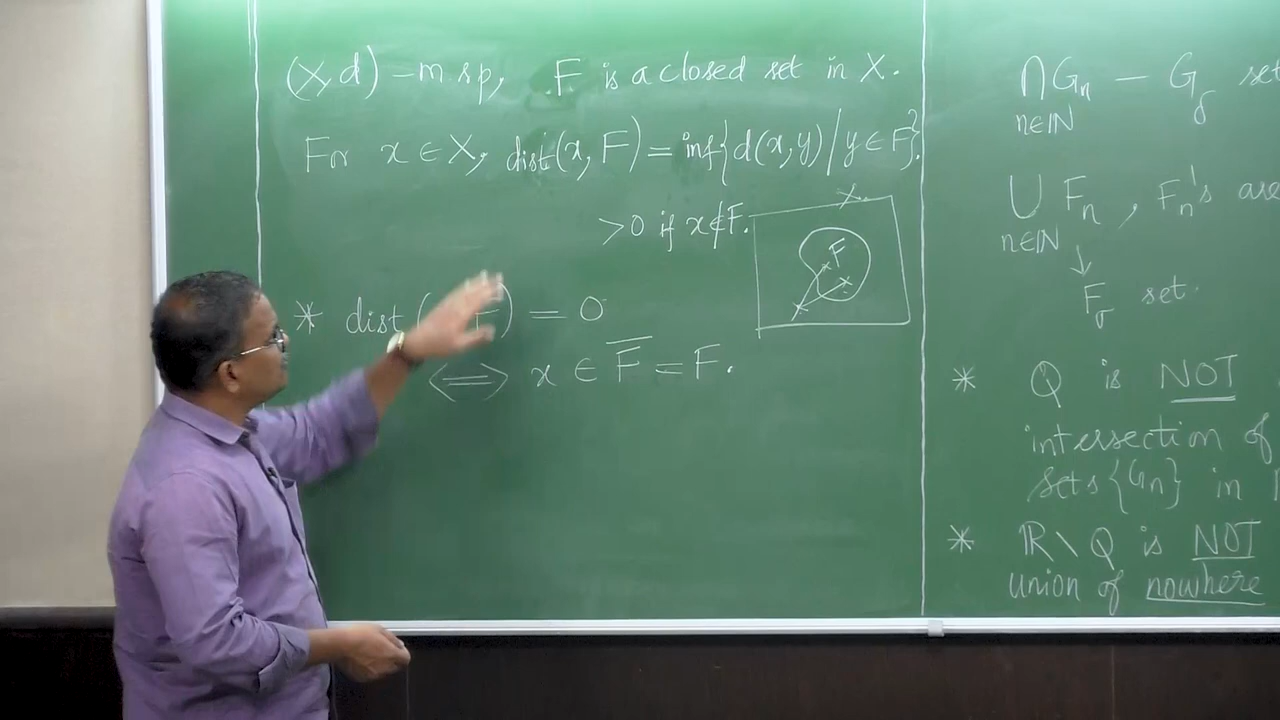 (X,d) – m sp, F is a closed set in X.
For x ∈ X, dist(x, F) = inf{d(x,y) / y ∈ F}.
>0 if x∉F.
X
F
* dist ( F) = 0
⟺ x ∈ F̅ = F.
⋂ Gₙ – G_δ set
n∈ℕ
⋃ Fₙ , Fₙ's are
n∈ℕ
↓
F_σ set.
* Q is NOT
intersection of
sets {Gₙ} in
* ℝ \ Q is NOT
union of nowhere